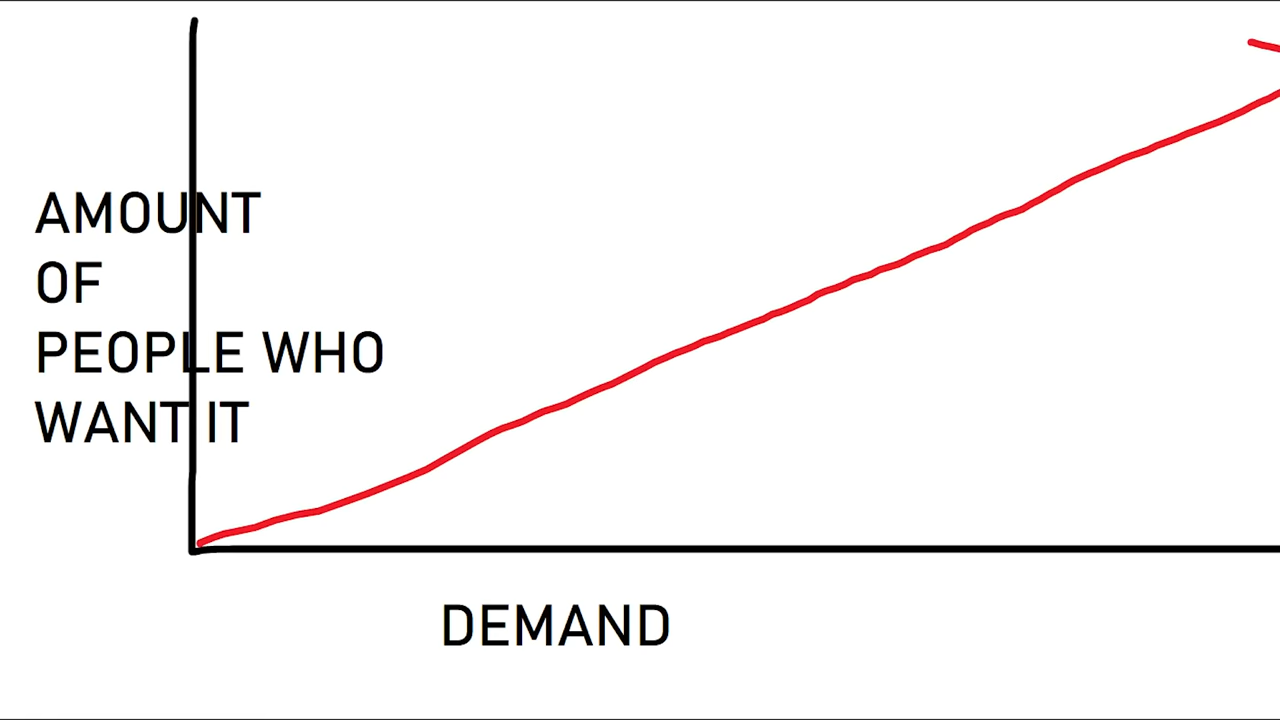 AMOUNT
OF
PEOPLE WHO
WANT IT
DEMAND